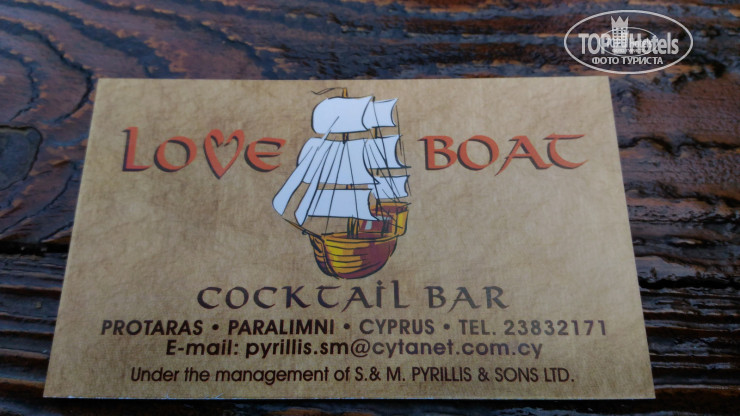 TOP Hotels
ФОТО ТУРИСТА
LOVE BOAT
COCKTAIL BAR
PROTARAS • PARALIMNI • CYPRUS • TEL. 23832171
E-mail: pyrillis.sm@cytanet.com.cy
Under the management of S.& M. PYRILLIS & SONS LTD.